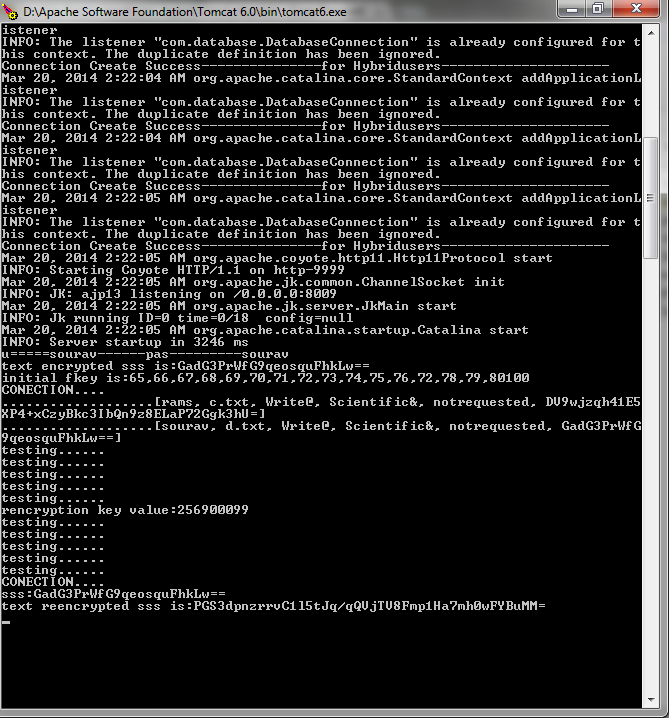 D:\Apache Software Foundation\Tomcat 6.0\bin\tomcat6.exe
istener
INFO: The listener "com.database.DatabaseConnection" is already configured for t
his context. The duplicate definition has been ignored.
Connection Create Success----------------for Hybridusers----------------------
Mar 20, 2014 2:22:04 AM org.apache.catalina.core.StandardContext addApplicationL
istener
INFO: The listener "com.database.DatabaseConnection" is already configured for t
his context. The duplicate definition has been ignored.
Connection Create Success----------------for Hybridusers----------------------
Mar 20, 2014 2:22:04 AM org.apache.catalina.core.StandardContext addApplicationL
istener
INFO: The listener "com.database.DatabaseConnection" is already configured for t
his context. The duplicate definition has been ignored.
Connection Create Success----------------for Hybridusers----------------------
Mar 20, 2014 2:22:05 AM org.apache.catalina.core.StandardContext addApplicationL
istener
INFO: The listener "com.database.DatabaseConnection" is already configured for t
his context. The duplicate definition has been ignored.
Connection Create Success----------------for Hybridusers----------------------
Mar 20, 2014 2:22:05 AM org.apache.coyote.http11.Http11Protocol start
INFO: Starting Coyote HTTP/1.1 on http-9999
Mar 20, 2014 2:22:05 AM org.apache.jk.common.ChannelSocket init
INFO: JK: ajp13 listening on /0.0.0.0:8009
Mar 20, 2014 2:22:05 AM org.apache.jk.server.JkMain start
INFO: Jk running ID=0 time=0/18  config=null
Mar 20, 2014 2:22:05 AM org.apache.catalina.startup.Catalina start
INFO: Server startup in 3246 ms
u=====sourav------pas----------sourav
text encrypted sss is:GadG3PrWfG9qeosquFhkLw==
initial fkey is:65,66,67,68,69,70,71,72,73,74,75,76,72,78,79,80100
CONECTION....
....................[rams, c.txt, Write@, Scientific&, notrequested, DV9wjzqh41E5
XP4+xCzyBkc3IbQn9z8ELaP72Ggk3hU=]
....................[sourav, d.txt, Write@, Scientific&, notrequested, GadG3PrWfG
9qeosquFhkLw==]
testing......
testing......
testing......
testing......
testing......
rencryption key value:256900099
testing......
testing......
testing......
testing......
testing......
CONECTION....
sss:GadG3PrWfG9qeosquFhkLw==
text reencrypted sss is:PGS3dpnzrrvC1l5tJq/qQVjTV8Fmp1Ha7mh0wFYBuMM=